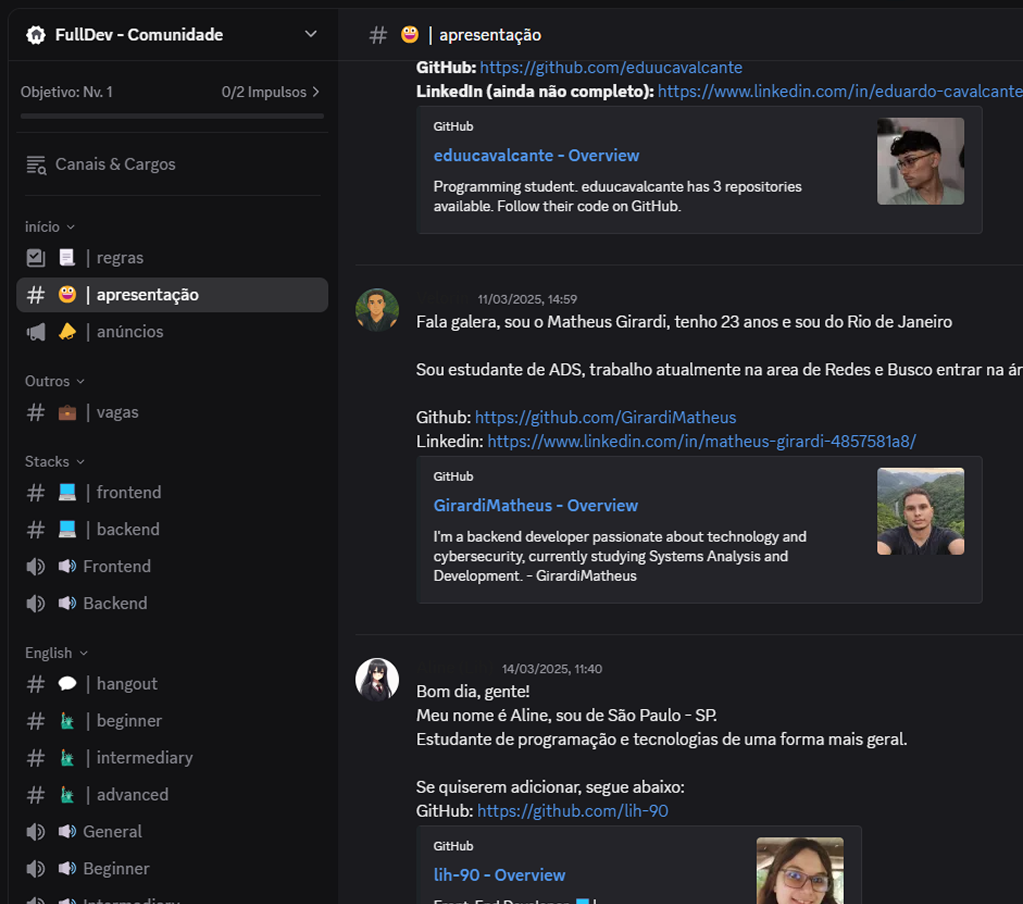 FullDev - Comunidade
Objetivo: Nv. 1 0/2 Impulsos
Canais & Cargos
início
| regras
| apresentação
| anúncios
Outros
| vagas
Stacks
| frontend
| backend
Frontend
Backend
English
| hangout
| beginner
| intermediary
| advanced
General
Beginner
Intermediary
# | apresentação
GitHub: https://github.com/eduucavalcante
LinkedIn (ainda não completo): https://www.linkedin.com/in/eduardo-cavalcante
GitHub
eduucavalcante - Overview
Programming student. eduucavalcante has 3 repositories
available. Follow their code on GitHub.
11/03/2025, 14:59
Fala galera, sou o Matheus Girardi, tenho 23 anos e sou do Rio de Janeiro
Sou estudante de ADS, trabalho atualmente na area de Redes e Busco entrar na ár
Github: https://github.com/GirardiMatheus
Linkedin: https://www.linkedin.com/in/matheus-girardi-4857581a8/
GitHub
GirardiMatheus - Overview
I'm a backend developer passionate about technology and
cybersecurity, currently studying Systems Analysis and
Development. - GirardiMatheus
14/03/2025, 11:40
Bom dia, gente!
Meu nome é Aline, sou de São Paulo - SP.
Estudante de programação e tecnologias de uma forma mais geral.
Se quiserem adicionar, segue abaixo:
GitHub: https://github.com/lih-90
GitHub
lih-90 - Overview
Front-End Developer